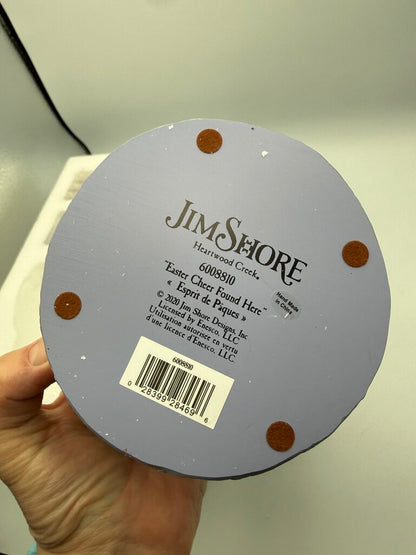 JIM SHORE
Heartwood Creek®
6008810
"Easter Cheer Found Here"
« Esprit de Pâques »
© 2020 Jim Shore Designs, Inc
Licensed by Enesco, LLC
Utilisation autorisée en vertu
d'une licence d'Enesco, LLC.
Hand Made
in China
6008810
0 28399 28469 6